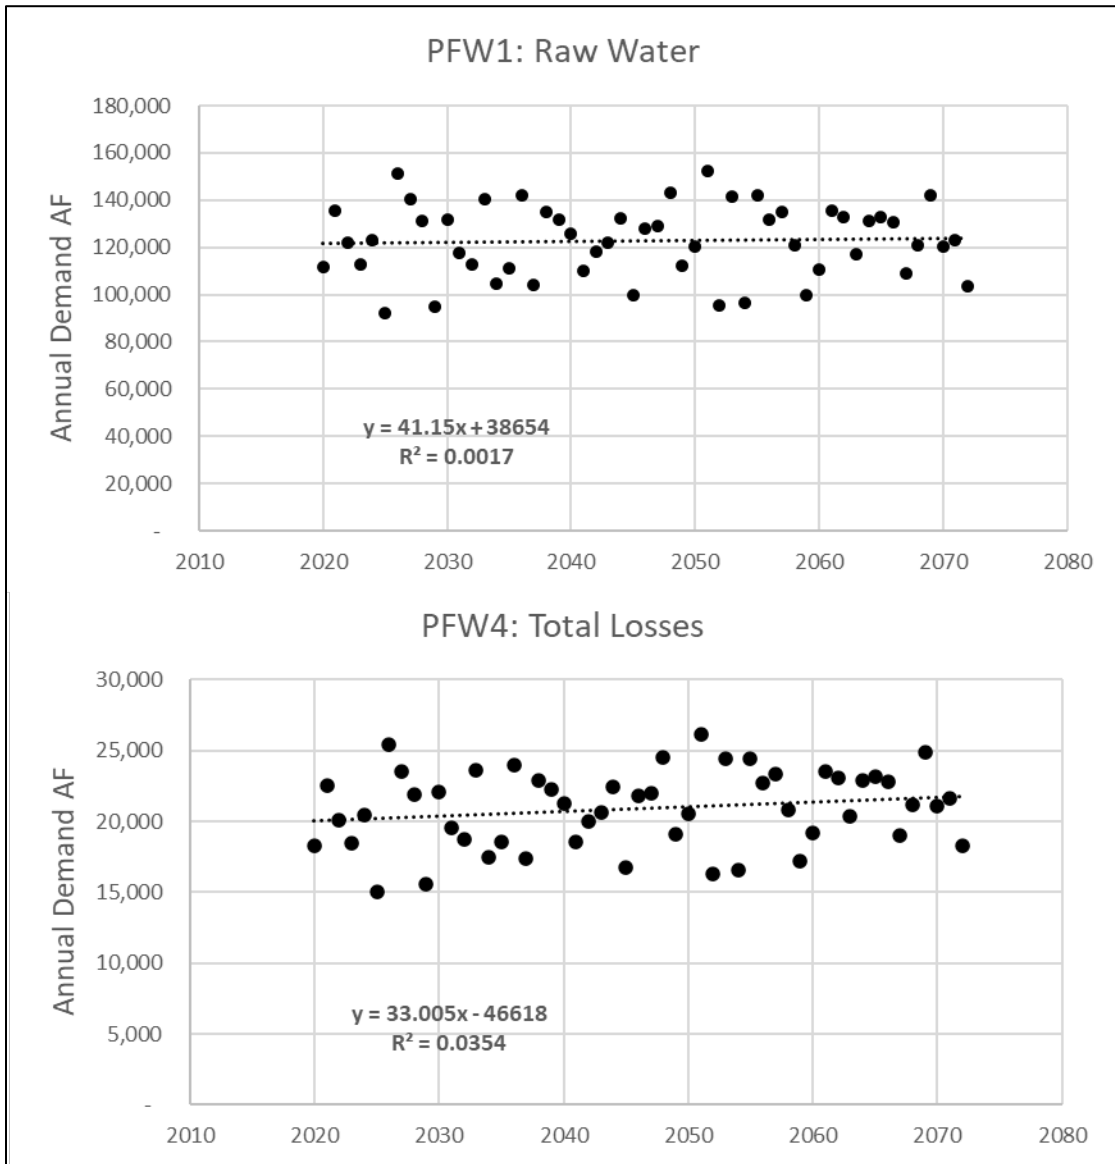 PFW1: Raw Water
Annual Demand AF
180,000
160,000
140,000
120,000
100,000
80,000
60,000
40,000
20,000
-
y = 41.15x + 38654
R² = 0.0017
2010 2020 2030 2040 2050 2060 2070 2080
PFW4: Total Losses
Annual Demand AF
30,000
25,000
20,000
15,000
10,000
5,000
-
y = 33.005x - 46618
R² = 0.0354
2010 2020 2030 2040 2050 2060 2070 2080